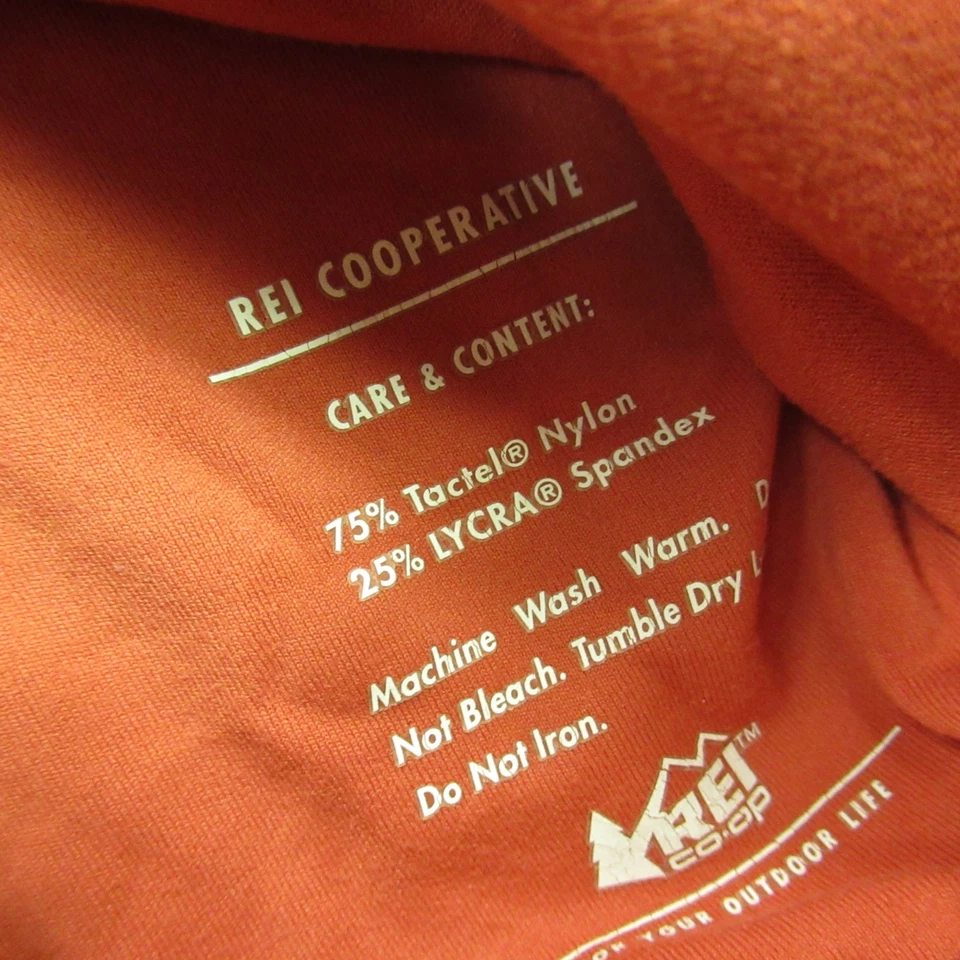 REI COOPERATIVE
CARE & CONTENT:
75% Tactel® Nylon
25% LYCRA® Spandex
Machine Wash Warm.
Not Bleach. Tumble Dry
Do Not Iron.
REI™
CO·OP
YOUR OUTDOOR LIFE